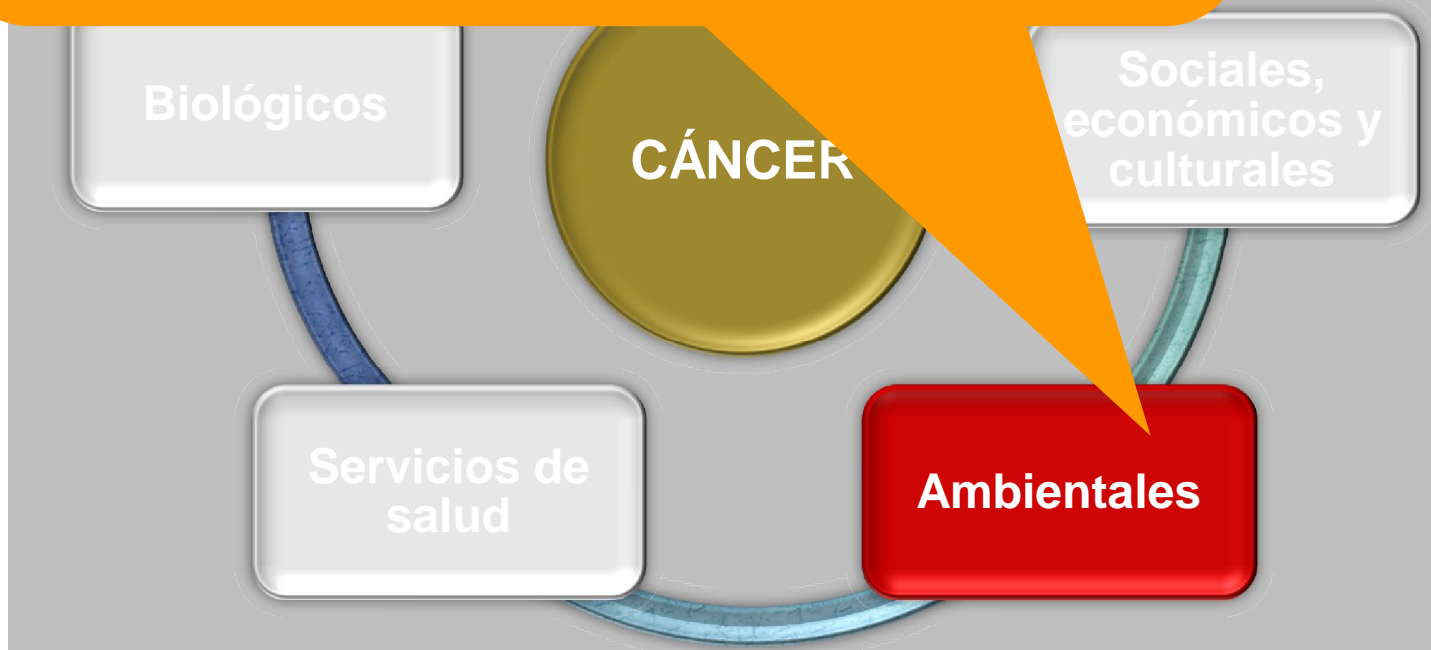 Biológicos
CÁNCER
Sociales,
económicos y
culturales
Servicios de
salud
Ambientales